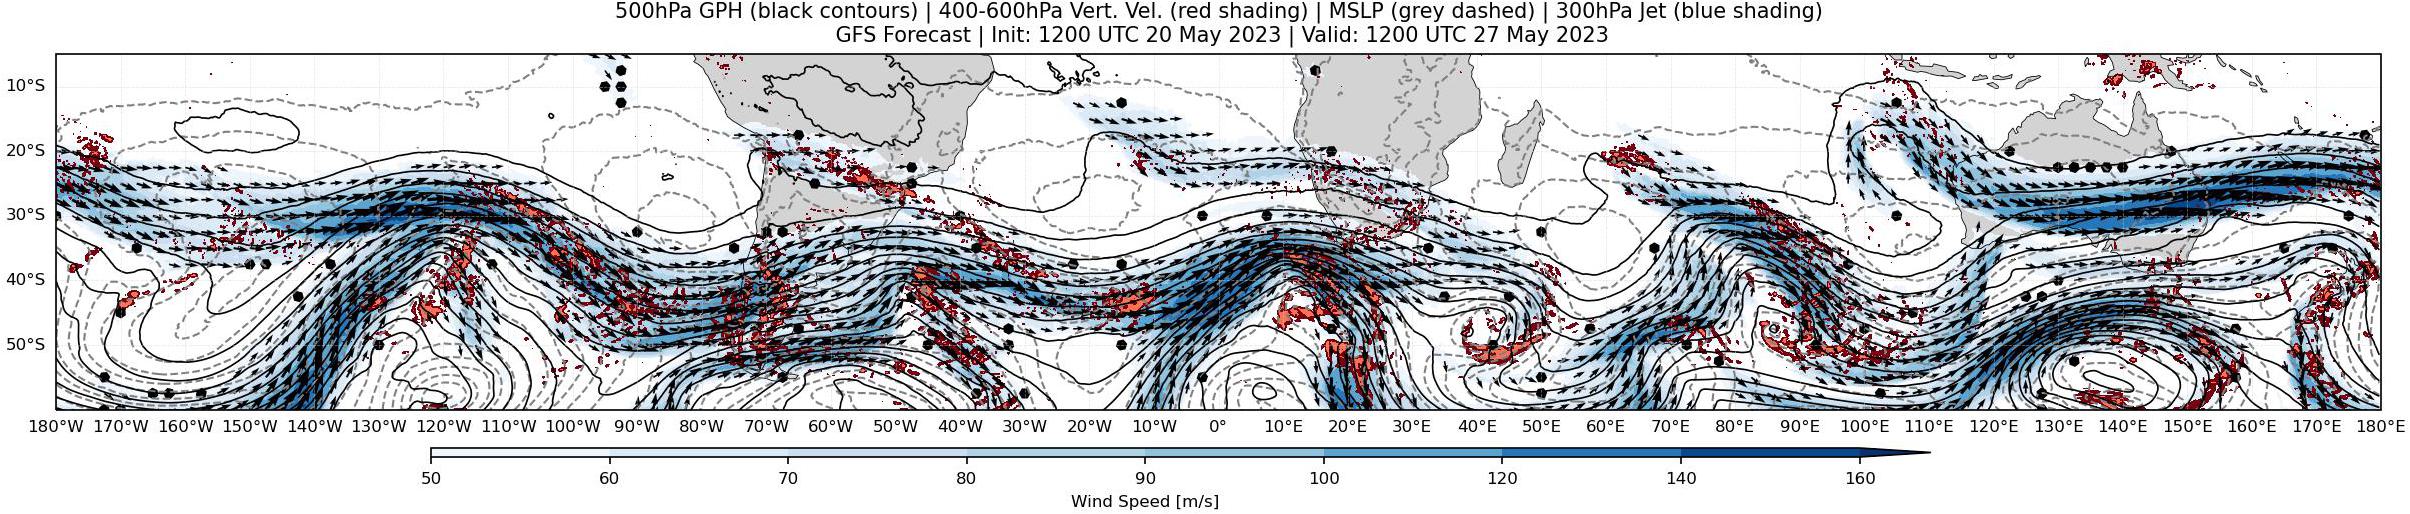 500hPa GPH (black contours) | 400-600hPa Vert. Vel. (red shading) | MSLP (grey dashed) | 300hPa Jet (blue shading)
GFS Forecast | Init: 1200 UTC 20 May 2023 | Valid: 1200 UTC 27 May 2023
10°S
20°S
30°S
40°S
50°S
180°W 170°W 160°W 150°W 140°W 130°W 120°W 110°W 100°W 90°W 80°W 70°W 60°W 50°W 40°W 30°W 20°W 10°W 0° 10°E 20°E 30°E 40°E 50°E 60°E 70°E 80°E 90°E 100°E 110°E 120°E 130°E 140°E 150°E 160°E 170°E 180°E
50 60 70 80 90 100 120 140 160
Wind Speed [m/s]